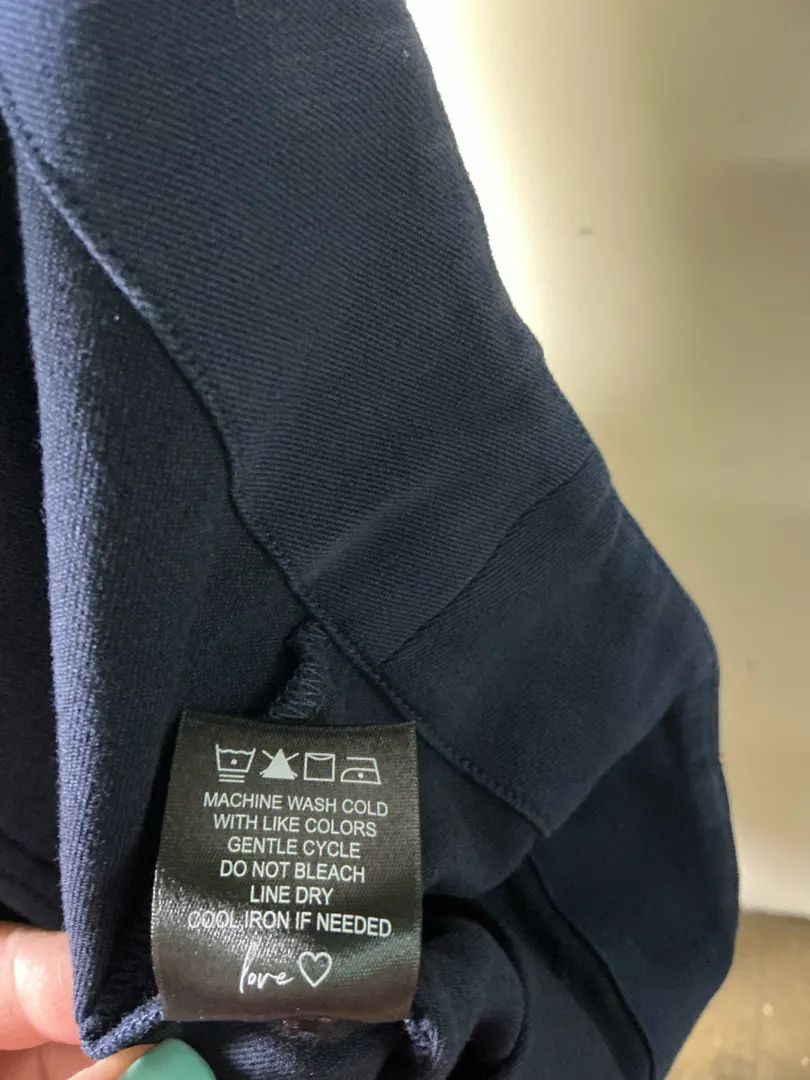 MACHINE WASH COLD
WITH LIKE COLORS
GENTLE CYCLE
DO NOT BLEACH
LINE DRY
COOL IRON IF NEEDED
love